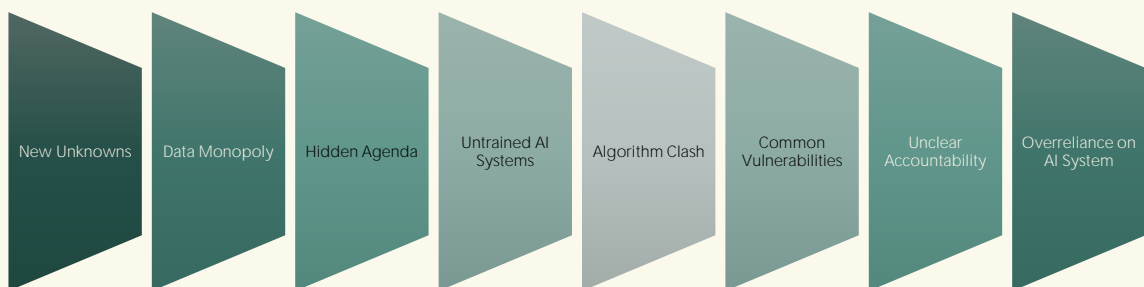 New Unknowns
Data Monopoly
Hidden Agenda
Untrained AI
Systems
Algorithm Clash
Common
Vulnerabilities
Unclear
Accountability
Overreliance on
AI System